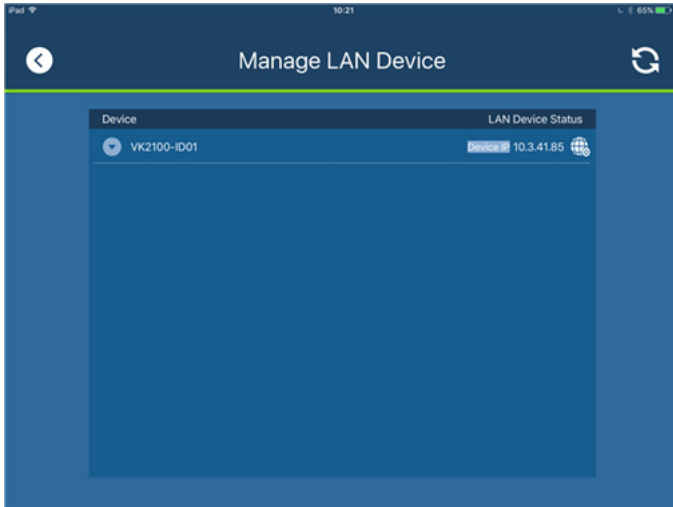 iPad 10:21 65%
Manage LAN Device
Device LAN Device Status
VK2100-ID01 Device IP 10.3.41.85